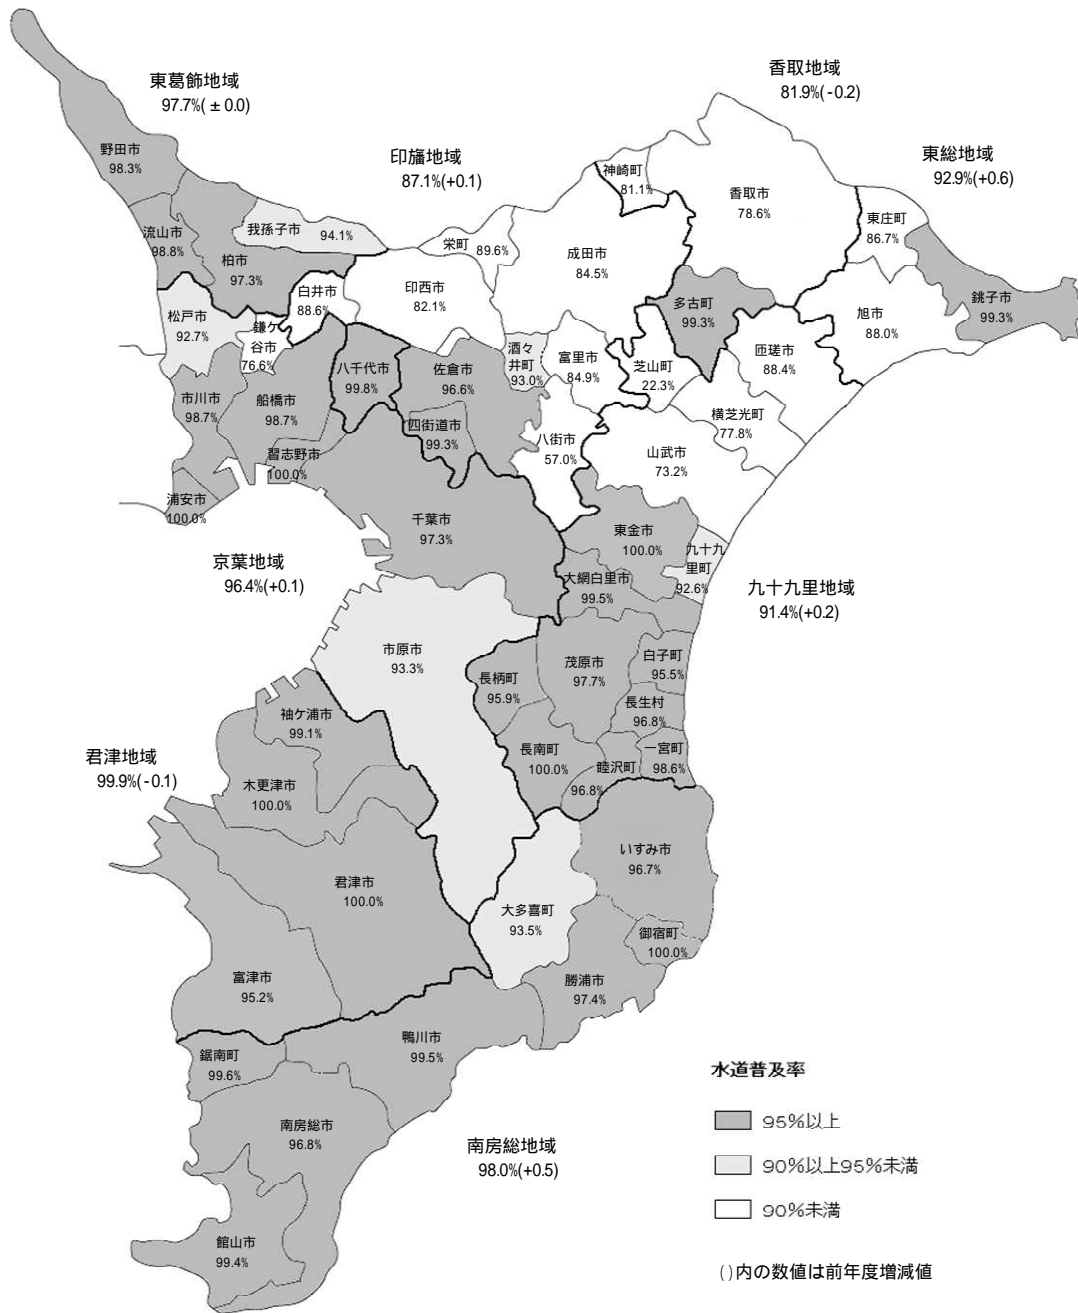 東葛飾地域
97.7%( ± 0.0)
香取地域
81.9%(-0.2)
印旛地域
87.1%(+0.1)
東総地域
92.9%(+0.6)
野田市
98.3%
流山市
98.8%
柏市
97.3%
我孫子市
94.1%
栄町
89.6%
神崎町
81.1%
香取市
78.6%
東庄町
86.7%
成田市
84.5%
印西市
82.1%
白井市
88.6%
松戸市
92.7%
鎌ケ
谷市
76.6%
多古町
99.3%
旭市
88.0%
銚子市
99.3%
匝瑳市
88.4%
芝山町
22.3%
富里市
84.9%
酒々
井町
93.0%
佐倉市
96.6%
八千代市
99.8%
四街道市
99.3%
市川市
98.7%
船橋市
98.7%
習志野市
100.0%
浦安市
100.0%
八街市
57.0%
横芝光町
77.8%
山武市
73.2%
千葉市
97.3%
東金市
100.0%
九十九
里町
92.6%
大網白里市
99.5%
京葉地域
96.4%(+0.1)
九十九里地域
91.4%(+0.2)
市原市
93.3%
長柄町
95.9%
茂原市
97.7%
白子町
95.5%
長生村
96.8%
一宮町
98.6%
長南町
100.0%
睦沢町
96.8%
袖ケ浦市
99.1%
君津地域
99.9%(-0.1)
木更津市
100.0%
君津市
100.0%
いすみ市
96.7%
大多喜町
93.5%
御宿町
100.0%
勝浦市
97.4%
富津市
95.2%
鴨川市
99.5%
鋸南町
99.6%
南房総市
96.8%
南房総地域
98.0%(+0.5)
館山市
99.4%
水道普及率
95%以上
90%以上95%未満
90%未満
( )内の数値は前年度増減値